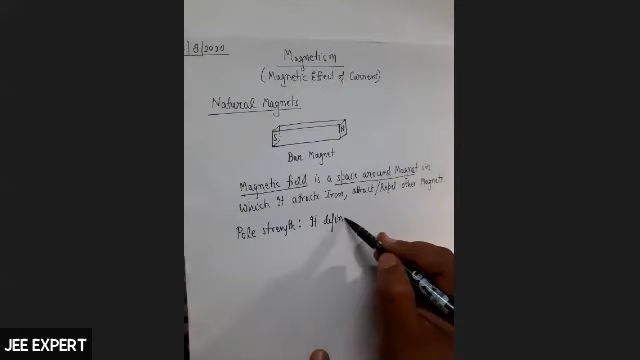 /8/2020
Magnetism
(Magnetic Effect of Current)
Natural Magnets
S N
Bar Magnet
Magnetic field is a space around Magnet in
Which It attracts Iron, attract/Repel other Magnets.
Pole strength: It defin
JEE EXPERT